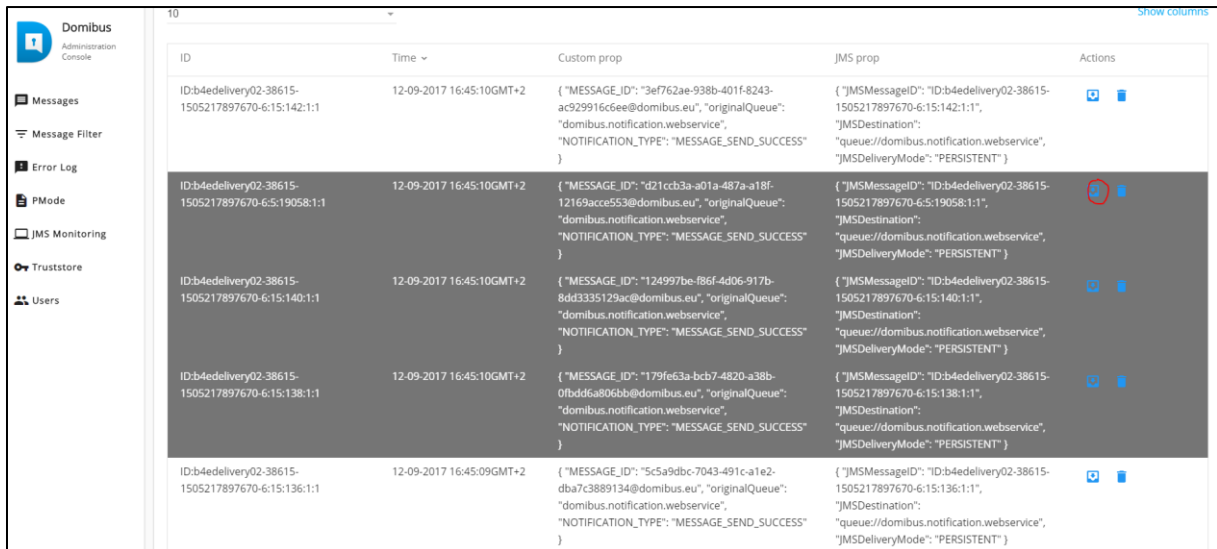 Domibus
Administration
Console
Messages
Message Filter
Error Log
PMode
JMS Monitoring
Truststore
Users
10
Show columns
ID
Time
Custom prop
JMS prop
Actions
ID:b4edelivery02-38615-
1505217897670-6:15:142:1:1
12-09-2017 16:45:10GMT+2
{ "MESSAGE_ID": "3ef762ae-938b-401f-8243-
ac929916c6ee@domibus.eu", "originalQueue":
"domibus.notification.webservice",
"NOTIFICATION_TYPE": "MESSAGE_SEND_SUCCESS"
}
{ "JMSMessageID": "ID:b4edelivery02-38615-
1505217897670-6:15:142:1:1",
"JMSDestination":
"queue://domibus.notification.webservice",
"JMSDeliveryMode": "PERSISTENT" }
ID:b4edelivery02-38615-
1505217897670-6:5:19058:1:1
12-09-2017 16:45:10GMT+2
{ "MESSAGE_ID": "d21ccb3a-a01a-487a-a18f-
12169acce553@domibus.eu", "originalQueue":
"domibus.notification.webservice",
"NOTIFICATION_TYPE": "MESSAGE_SEND_SUCCESS"
}
{ "JMSMessageID": "ID:b4edelivery02-38615-
1505217897670-6:5:19058:1:1",
"JMSDestination":
"queue://domibus.notification.webservice",
"JMSDeliveryMode": "PERSISTENT" }
ID:b4edelivery02-38615-
1505217897670-6:15:140:1:1
12-09-2017 16:45:10GMT+2
{ "MESSAGE_ID": "124997be-f86f-4d06-917b-
8dd3335129ac@domibus.eu", "originalQueue":
"domibus.notification.webservice",
"NOTIFICATION_TYPE": "MESSAGE_SEND_SUCCESS"
}
{ "JMSMessageID": "ID:b4edelivery02-38615-
1505217897670-6:15:140:1:1",
"JMSDestination":
"queue://domibus.notification.webservice",
"JMSDeliveryMode": "PERSISTENT" }
ID:b4edelivery02-38615-
1505217897670-6:15:138:1:1
12-09-2017 16:45:10GMT+2
{ "MESSAGE_ID": "179fe63a-bcb7-4820-a38b-
0fbdd6a806bb@domibus.eu", "originalQueue":
"domibus.notification.webservice",
"NOTIFICATION_TYPE": "MESSAGE_SEND_SUCCESS"
}
{ "JMSMessageID": "ID:b4edelivery02-38615-
1505217897670-6:15:138:1:1",
"JMSDestination":
"queue://domibus.notification.webservice",
"JMSDeliveryMode": "PERSISTENT" }
ID:b4edelivery02-38615-
1505217897670-6:15:136:1:1
12-09-2017 16:45:09GMT+2
{ "MESSAGE_ID": "5c5a9dbc-7043-491c-a1e2-
dba7c3889134@domibus.eu", "originalQueue":
"domibus.notification.webservice",
"NOTIFICATION_TYPE": "MESSAGE_SEND_SUCCESS"
}
{ "JMSMessageID": "ID:b4edelivery02-38615-
1505217897670-6:15:136:1:1",
"JMSDestination":
"queue://domibus.notification.webservice",
"JMSDeliveryMode": "PERSISTENT" }